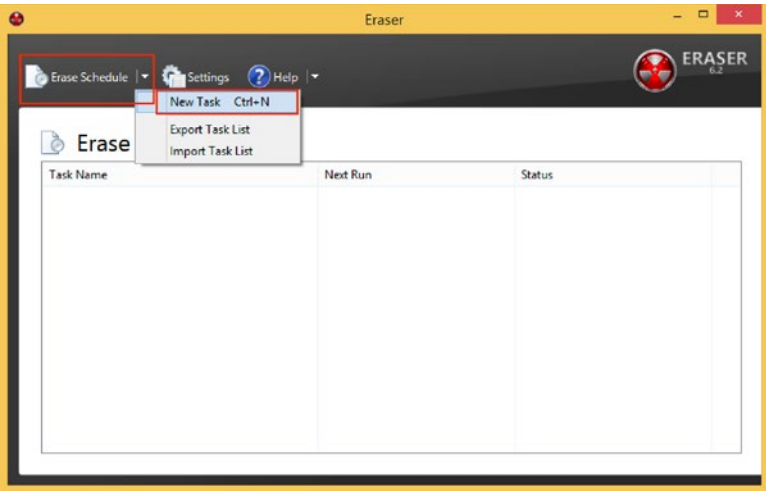 Eraser
Erase Schedule Settings Help
ERASER
6.2
New Task Ctrl+N
Export Task List
Import Task List
Erase
Task Name Next Run Status